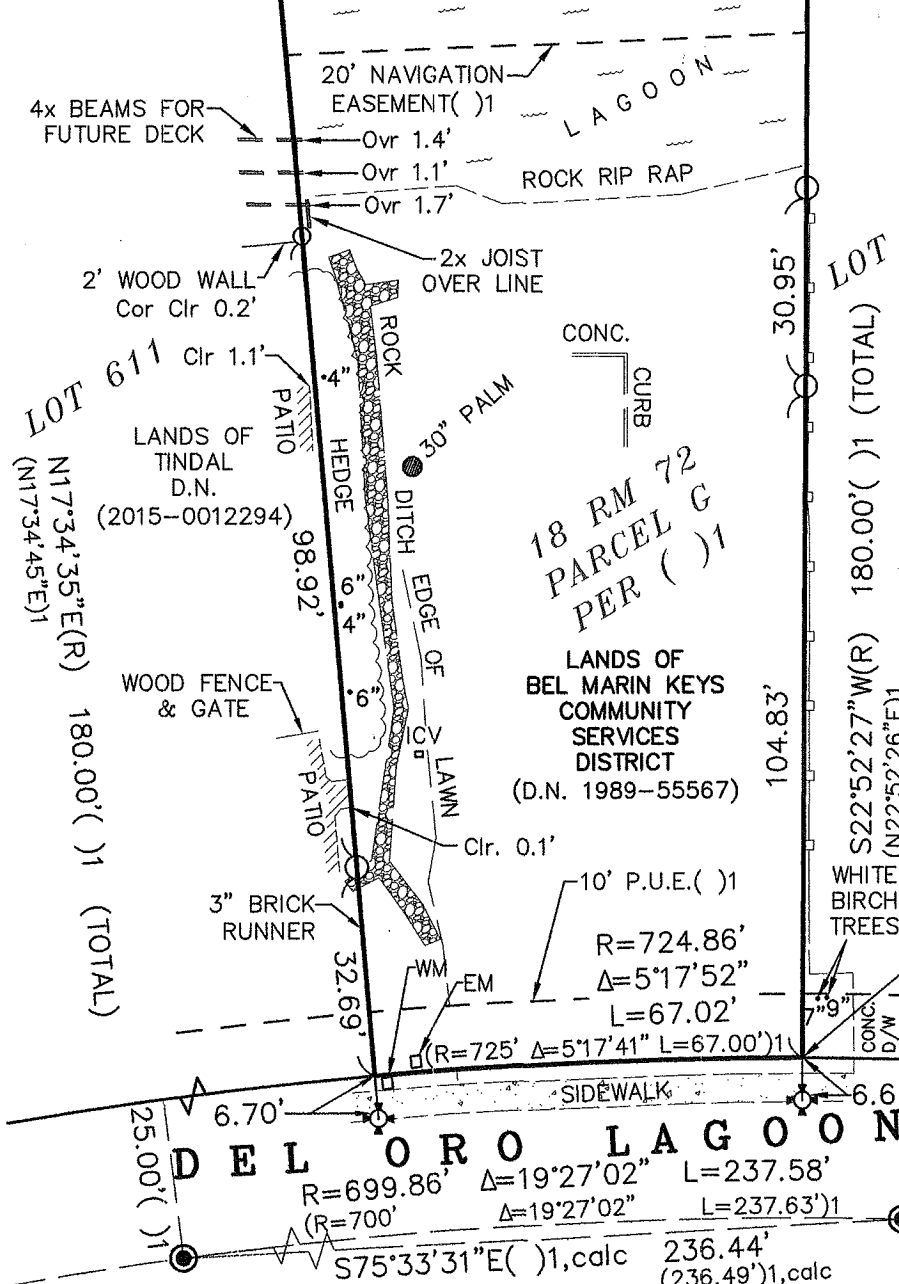 20' NAVIGATION
EASEMENT( )1
LAGOON
4x BEAMS FOR
FUTURE DECK
Ovr 1.4'
Ovr 1.1'
Ovr 1.7'
ROCK RIP RAP
2' WOOD WALL
Cor Clr 0.2'
2x JOIST
OVER LINE
LOT
30.95'
LOT 611
Clr 1.1'
PATIO
4"
HEDGE
ROCK
DITCH
30" PALM
CONC.
CURB
LANDS OF
TINDAL
D.N.
(2015-0012294)
98.92'
N17°34'35"E(R) 180.00'( )1 (TOTAL)
(N17°34'45"E)1
6"
4"
6"
EDGE OF
LAWN
ICV
18 RM 72
PARCEL G
PER ( )1
LANDS OF
BEL MARIN KEYS
COMMUNITY
SERVICES
DISTRICT
(D.N. 1989-55567)
104.83'
S22°52'27"W(R) 180.00'( )1 (TOTAL)
(N22°52'26"E)1
WOOD FENCE
& GATE
PATIO
Clr. 0.1'
3" BRICK
RUNNER
32.69'
10' P.U.E.( )1
WHITE
BIRCH
TREES
R=724.86'
Δ=5°17'52"
L=67.02'
(R=725' Δ=5°17'41" L=67.00')1
WM
EM
7"
9"
CONC.
D/W
SIDEWALK
6.70'
6.6
25.00'( )1
DEL ORO LAGOON
R=699.86' Δ=19°27'02" L=237.58'
(R=700' Δ=19°27'02" L=237.63')1
S75°33'31"E( )1,calc 236.44'
(236.49')1,calc